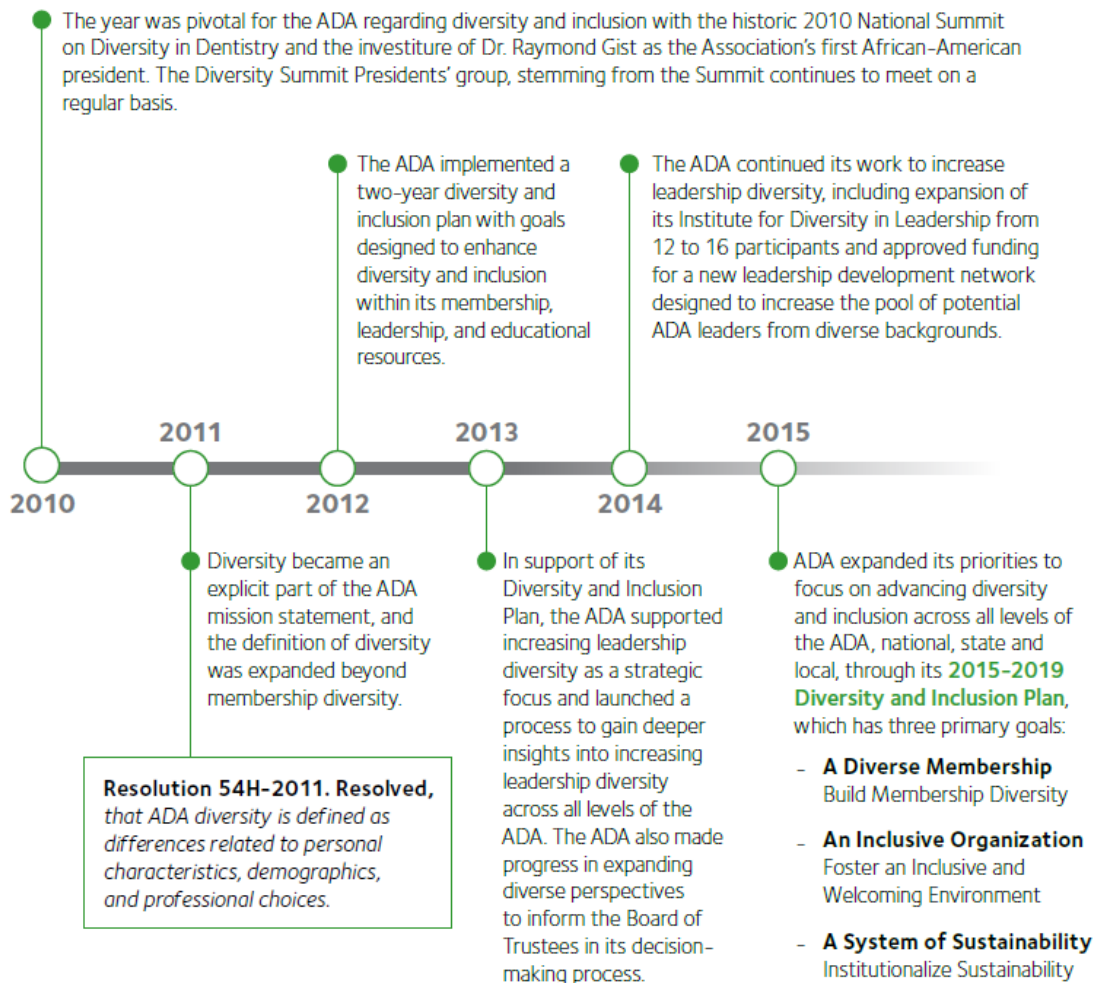 The year was pivotal for the ADA regarding diversity and inclusion with the historic 2010 National Summit
on Diversity in Dentistry and the investiture of Dr. Raymond Gist as the Association's first African-American
president. The Diversity Summit Presidents' group, stemming from the Summit continues to meet on a
regular basis.
The ADA implemented a
two-year diversity and
inclusion plan with goals
designed to enhance
diversity and inclusion
within its membership,
leadership, and educational
resources.
The ADA continued its work to increase
leadership diversity, including expansion of
its Institute for Diversity in Leadership from
12 to 16 participants and approved funding
for a new leadership development network
designed to increase the pool of potential
ADA leaders from diverse backgrounds.
2011
2013
2015
2010
2012
2014
Diversity became an
explicit part of the ADA
mission statement, and
the definition of diversity
was expanded beyond
membership diversity.
Resolution 54H-2011. Resolved,
that ADA diversity is defined as
differences related to personal
characteristics, demographics,
and professional choices.
In support of its
Diversity and Inclusion
Plan, the ADA supported
increasing leadership
diversity as a strategic
focus and launched a
process to gain deeper
insights into increasing
leadership diversity
across all levels of the
ADA. The ADA also made
progress in expanding
diverse perspectives
to inform the Board of
Trustees in its decision-
making process.
ADA expanded its priorities to
focus on advancing diversity
and inclusion across all levels of
the ADA, national, state and
local, through its 2015-2019
Diversity and Inclusion Plan,
which has three primary goals:
- A Diverse Membership
Build Membership Diversity
- An Inclusive Organization
Foster an Inclusive and
Welcoming Environment
- A System of Sustainability
Institutionalize Sustainability